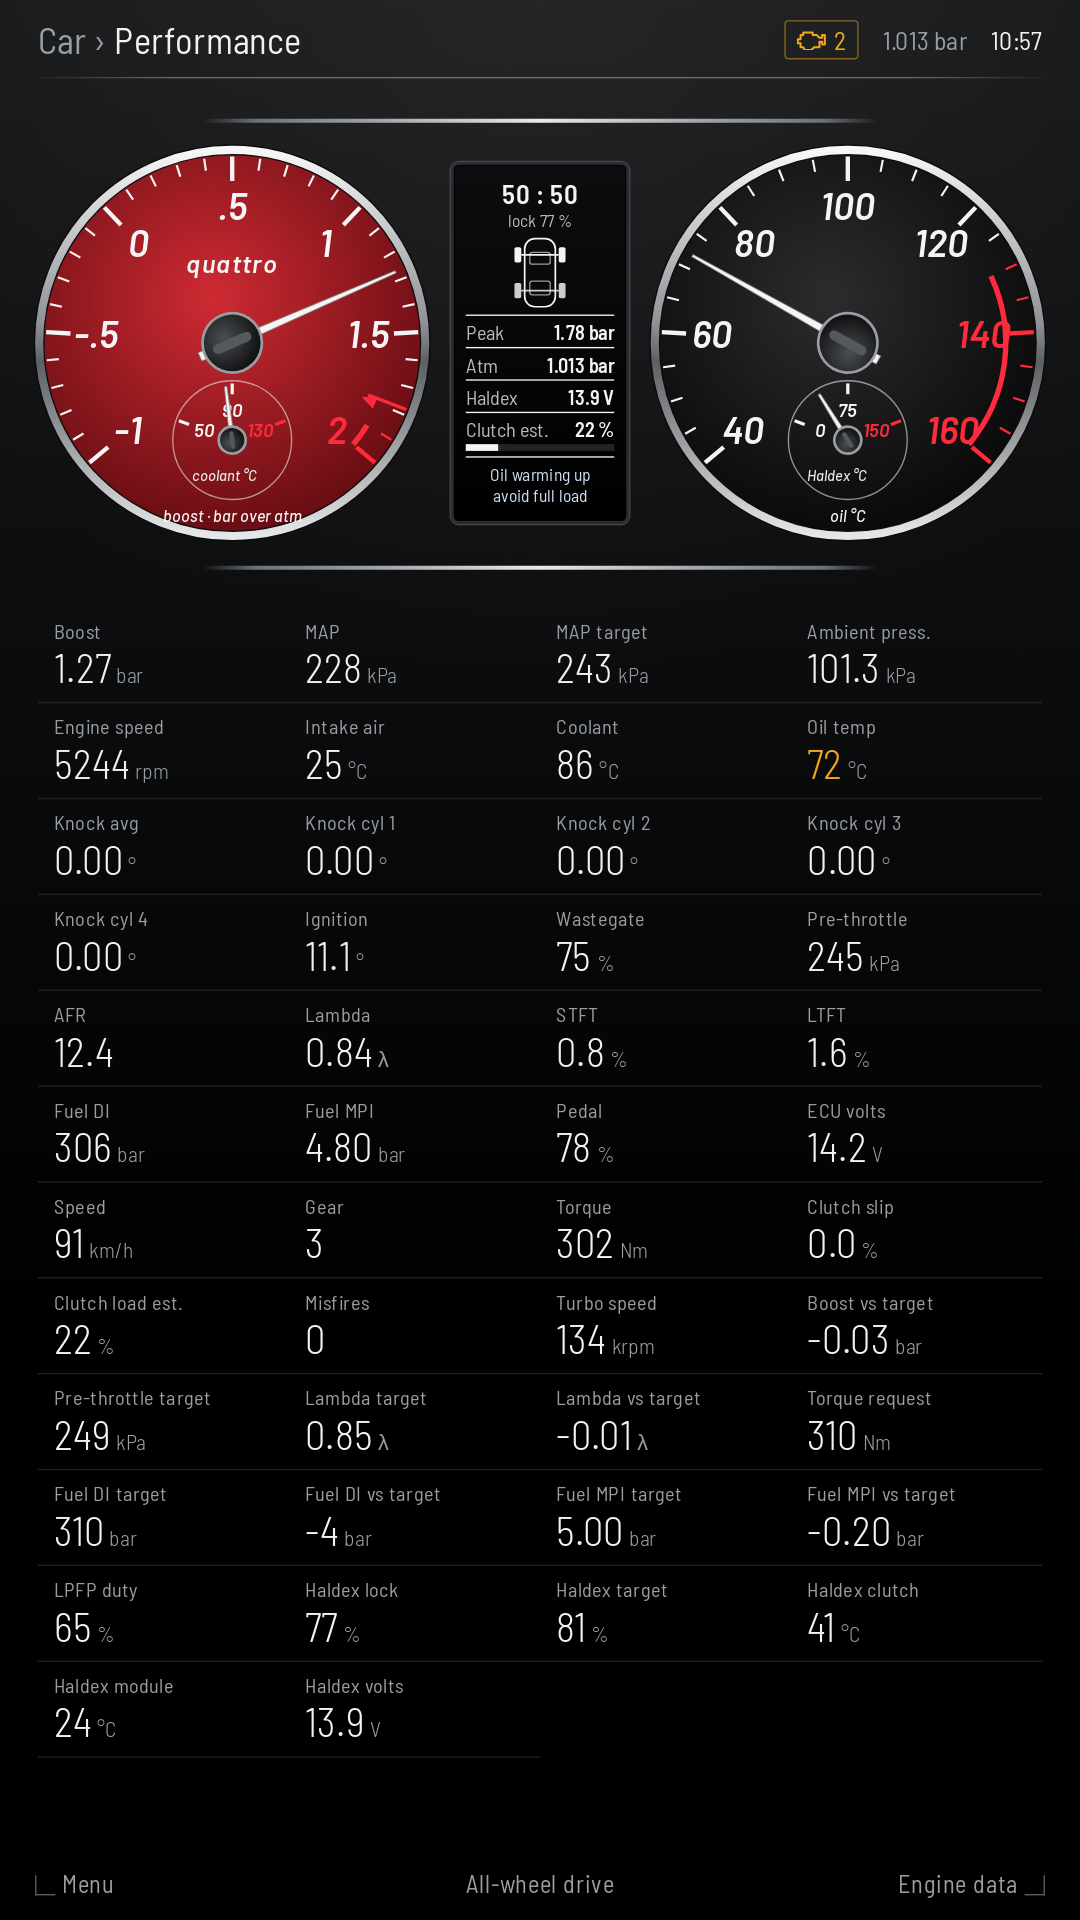 Car › Performance
2
1.013 bar
10:57
.5
0
1
quattro
-.5
1.5
90
50
130
-1
2
coolant °C
boost · bar over atm
50 : 50
lock 77 %
Peak 1.78 bar
Atm 1.013 bar
Haldex 13.9 V
Clutch est. 22 %
Oil warming up
avoid full load
100
80
120
60
140
75
0
150
40
160
Haldex °C
oil °C
Boost MAP MAP target Ambient press.
1.27 bar 228 kPa 243 kPa 101.3 kPa
Engine speed Intake air Coolant Oil temp
5244 rpm 25 °C 86 °C 72 °C
Knock avg Knock cyl 1 Knock cyl 2 Knock cyl 3
0.00 ° 0.00 ° 0.00 ° 0.00 °
Knock cyl 4 Ignition Wastegate Pre-throttle
0.00 ° 11.1 ° 75 % 245 kPa
AFR Lambda STFT LTFT
12.4 0.84 λ 0.8 % 1.6 %
Fuel DI Fuel MPI Pedal ECU volts
306 bar 4.80 bar 78 % 14.2 V
Speed Gear Torque Clutch slip
91 km/h 3 302 Nm 0.0 %
Clutch load est. Misfires Turbo speed Boost vs target
22 % 0 134 krpm -0.03 bar
Pre-throttle target Lambda target Lambda vs target Torque request
249 kPa 0.85 λ -0.01 λ 310 Nm
Fuel DI target Fuel DI vs target Fuel MPI target Fuel MPI vs target
310 bar -4 bar 5.00 bar -0.20 bar
LPFP duty Haldex lock Haldex target Haldex clutch
65 % 77 % 81 % 41 °C
Haldex module Haldex volts
24 °C 13.9 V
Menu All-wheel drive Engine data